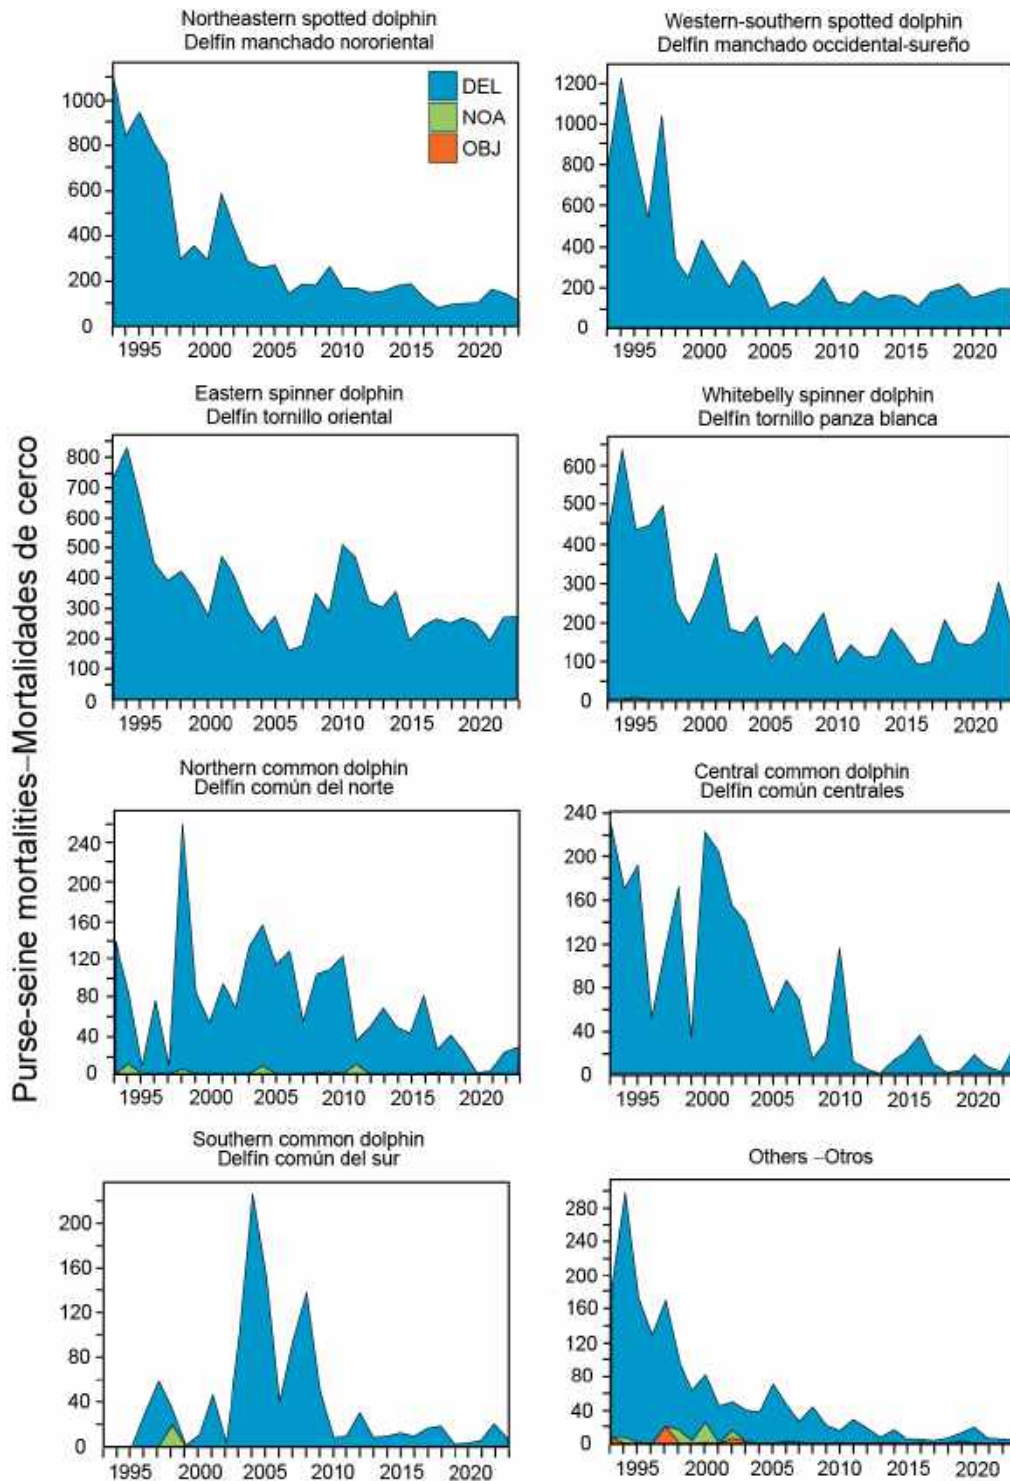 Northeastern spotted dolphin
Delfín manchado nororiental
1000
800
600
400
200
0
DEL
NOA
OBJ
1995 2000 2005 2010 2015 2020
Western-southern spotted dolphin
Delfín manchado occidental-sureño
1200
1000
800
600
400
200
0
1995 2000 2005 2010 2015 2020
Purse-seine mortalities–Mortalidades de cerco
Eastern spinner dolphin
Delfín tornillo oriental
800
700
600
500
400
300
200
100
0
1995 2000 2005 2010 2015 2020
Whitebelly spinner dolphin
Delfín tornillo panza blanca
600
500
400
300
200
100
0
1995 2000 2005 2010 2015 2020
Northern common dolphin
Delfín común del norte
240
200
160
120
80
40
0
1995 2000 2005 2010 2015 2020
Central common dolphin
Delfín común centrales
240
200
160
120
80
40
0
1995 2000 2005 2010 2015 2020
Southern common dolphin
Delfín común del sur
200
160
120
80
40
0
1995 2000 2005 2010 2015 2020
Others –Otros
280
240
200
160
120
80
40
0
1995 2000 2005 2010 2015 2020